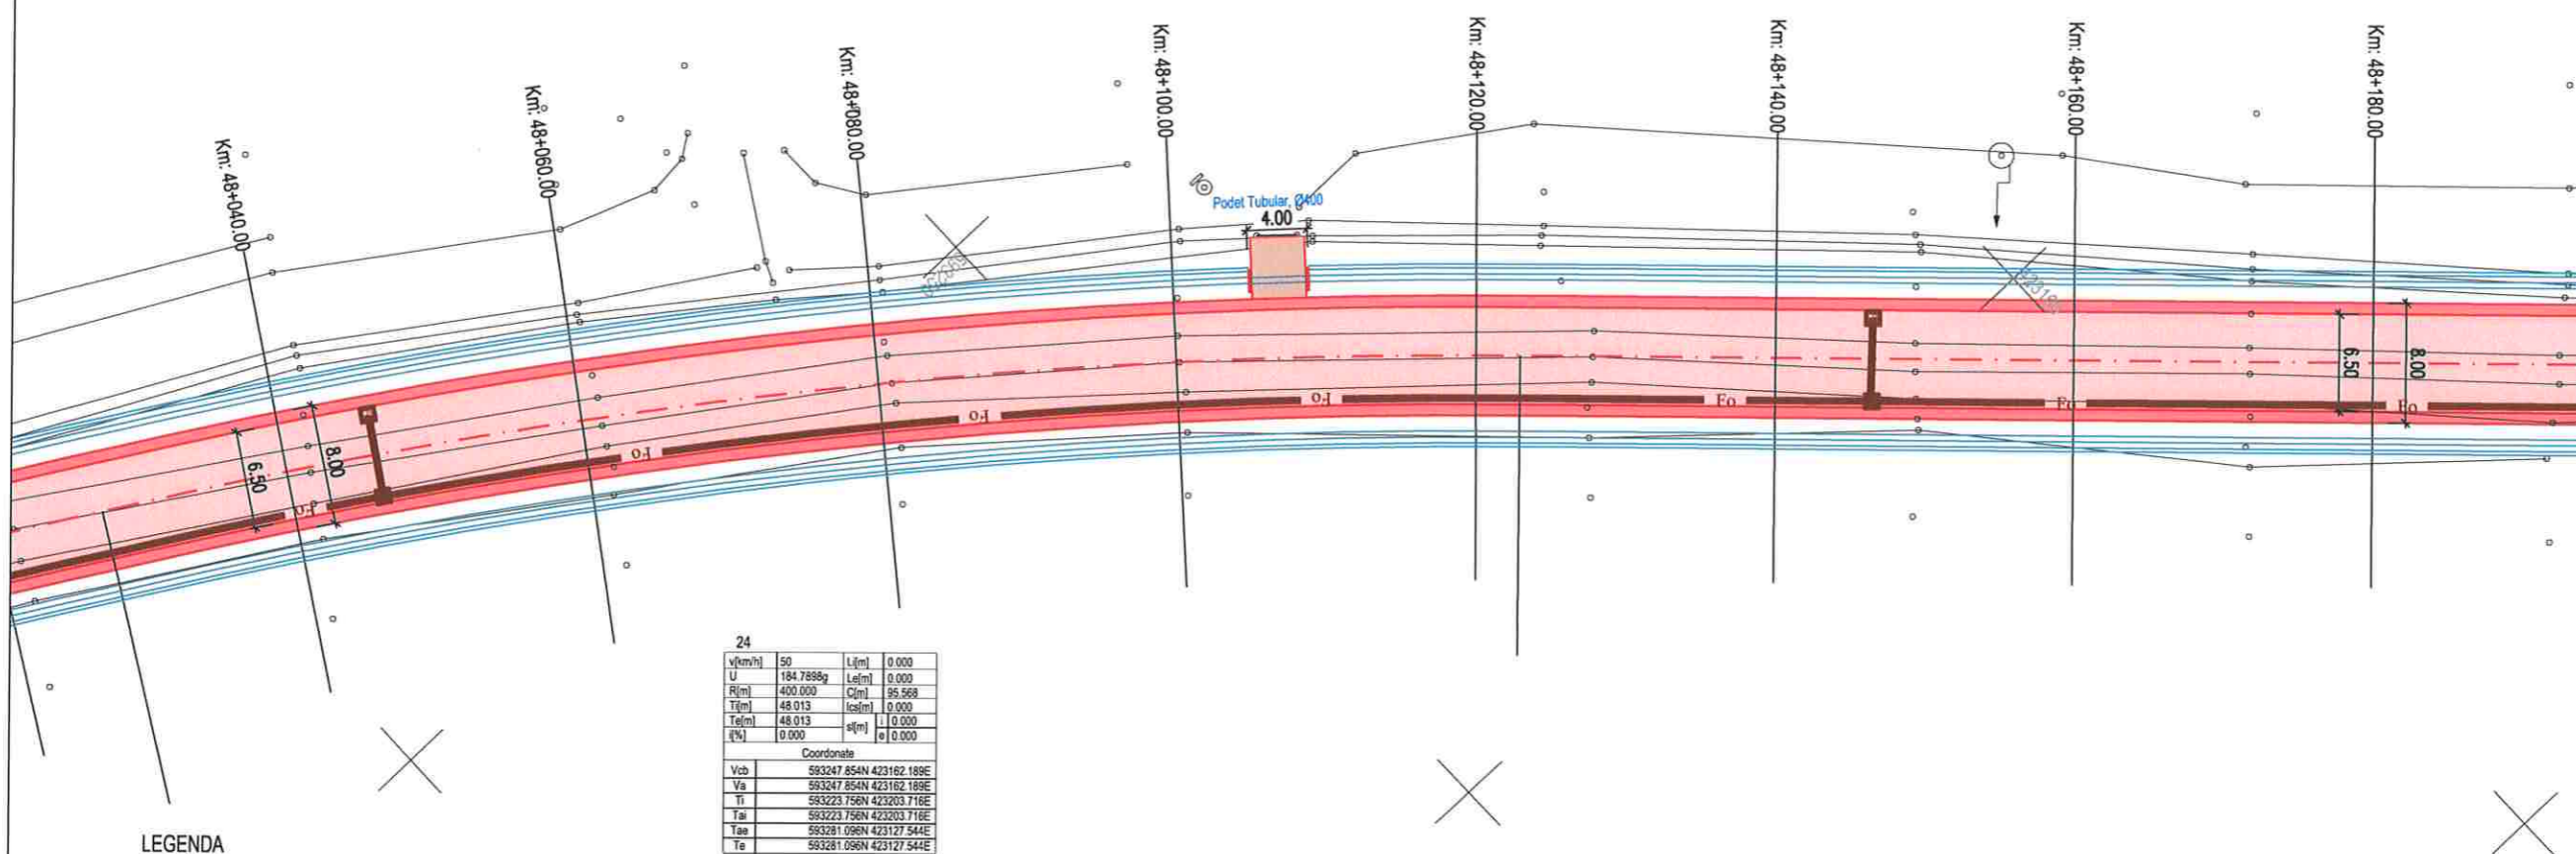 Km: 48+040.00
Km: 48+060.00
Km: 48+080.00
Km: 48+100.00
Km: 48+120.00
Km: 48+140.00
Km: 48+160.00
Km: 48+180.00
Podet Tubular, Ø400
4.00
6.50
8.00
6.50
8.00
Fo
Fo
Fo
Fo
Fo
Fo
Fo
24
v[km/h] 50 Li[m] 0.000
U 184.7898g Le[m] 0.000
R[m] 400.000 C[m] 95.568
Ti[m] 48.013 lcs[m] 0.000
Te[m] 48.013 sl[m] i 0.000
i[%] 0.000 e 0.000
Coordonate
Vcb 593247.854N 423162.189E
Va 593247.854N 423162.189E
Ti 593223.756N 423203.716E
Tai 593223.756N 423203.716E
Tae 593281.096N 423127.544E
Te 593281.096N 423127.544E
LEGENDA